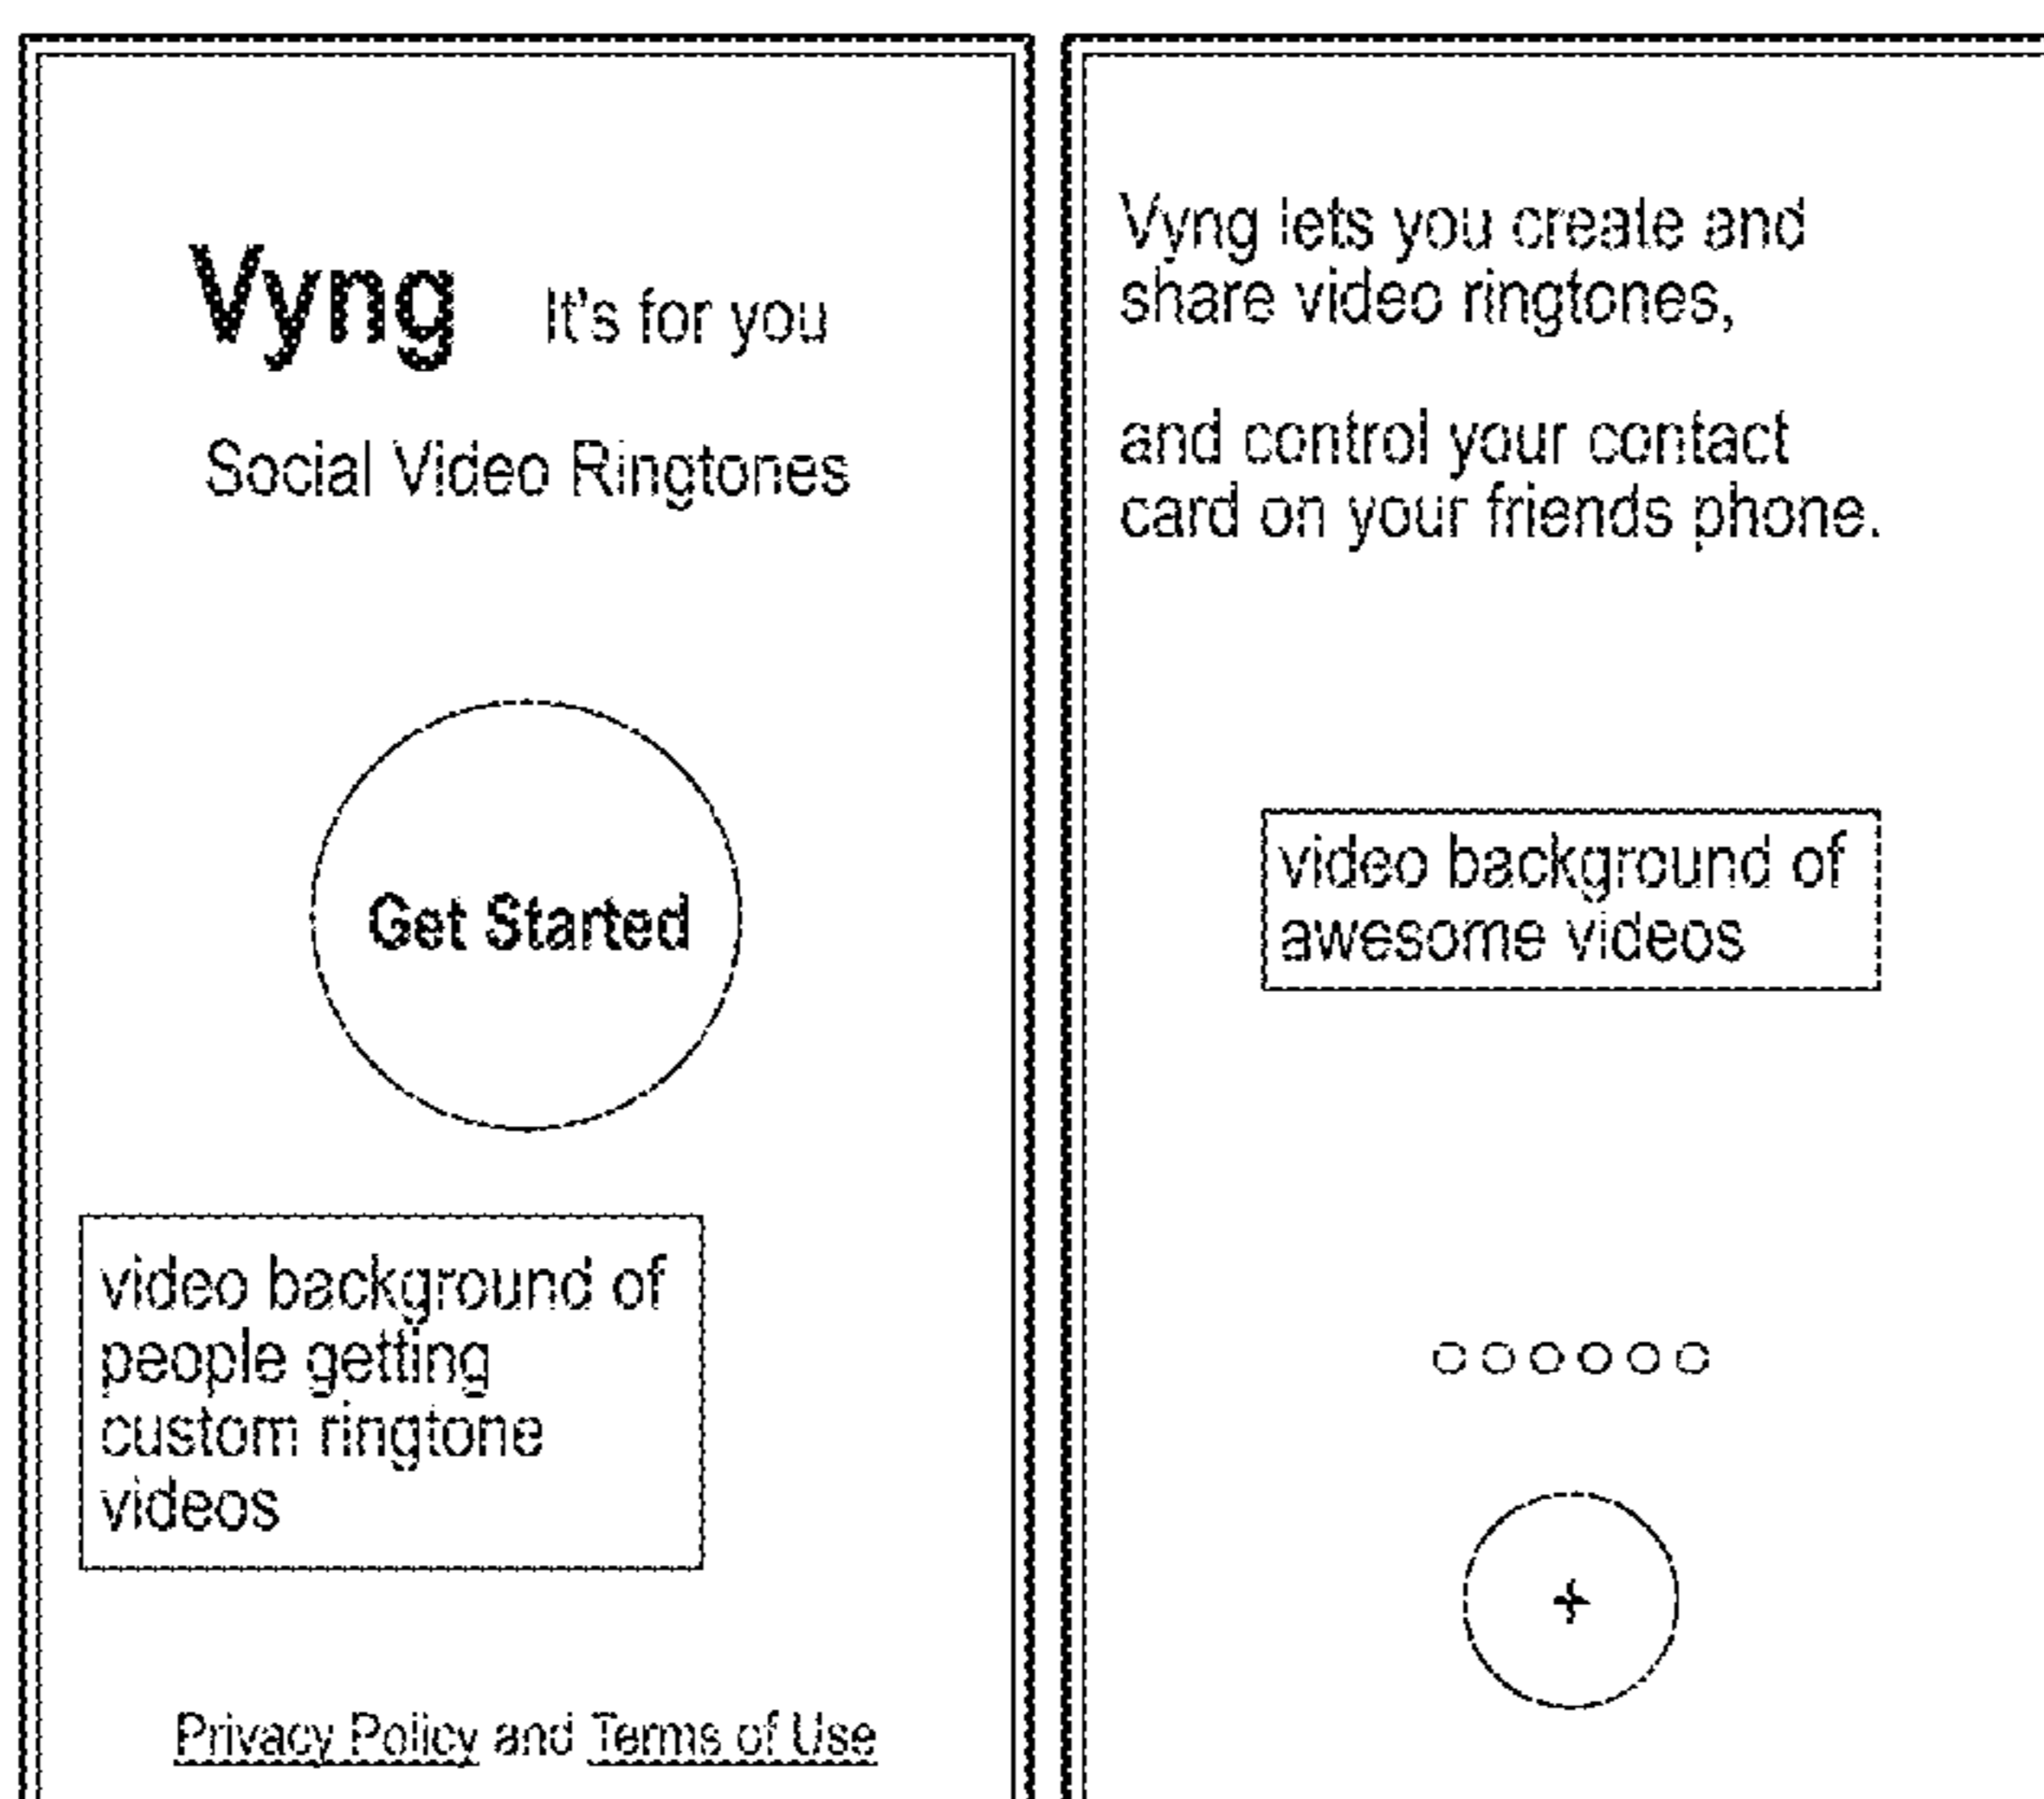 Vyng It's for you
Social Video Ringtones
Get Started
video background of
people getting
custom ringtone
videos
Privacy Policy and Terms of Use
Vyng lets you create and
share video ringtones,
and control your contact
card on your friends phone.
video background of
awesome videos
+